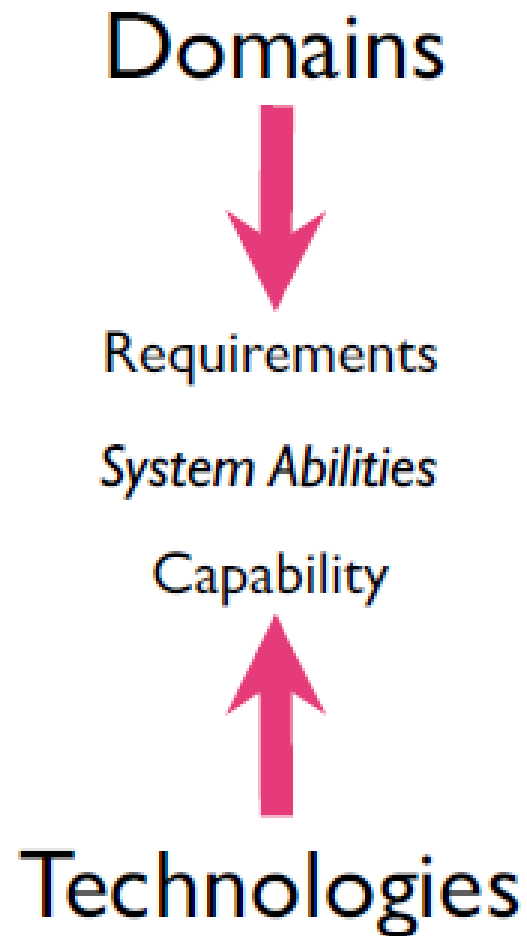 Domains
Requirements
System Abilities
Capability
Technologies